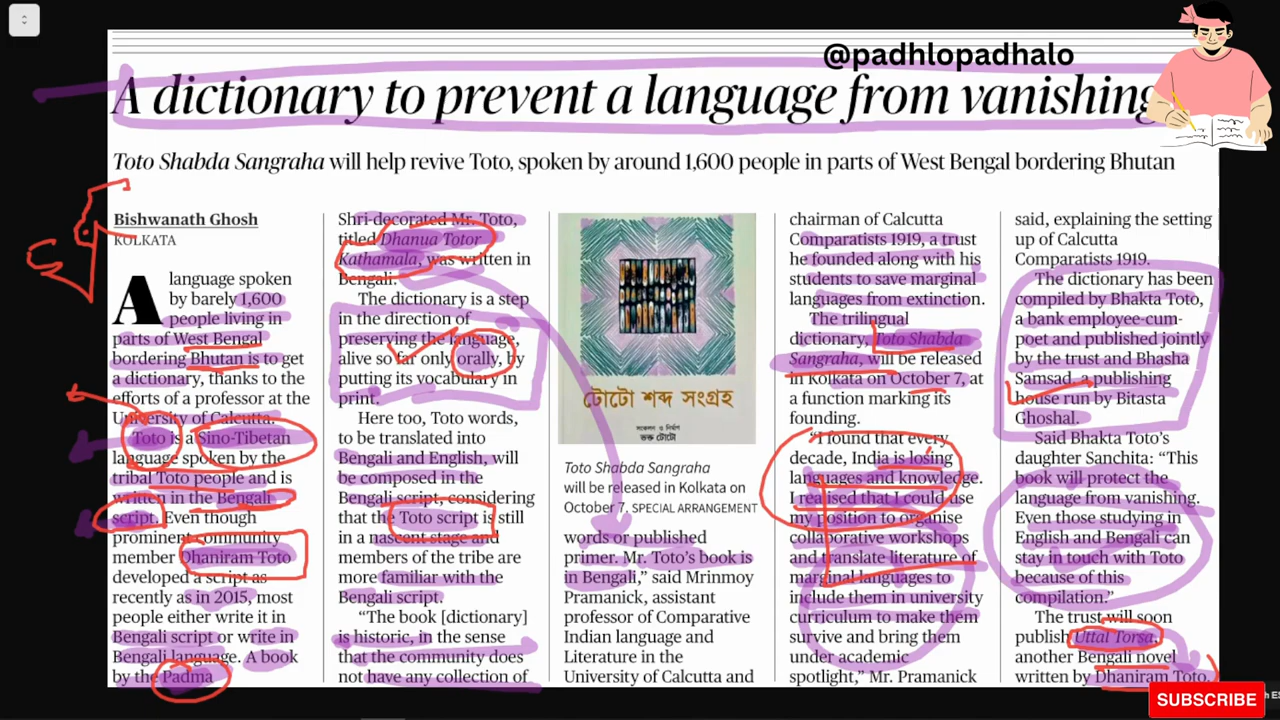 @padhlopadhalo
A dictionary to prevent a language from vanishing
Toto Shabda Sangraha will help revive Toto, spoken by around 1,600 people in parts of West Bengal bordering Bhutan
Bishwanath Ghosh
KOLKATA
A language spoken
by barely 1,600
people living in
parts of West Bengal
bordering Bhutan is to get
a dictionary, thanks to the
efforts of a professor at the
University of Calcutta.
Toto is a Sino-Tibetan
language spoken by the
tribal Toto people and is
written in the Bengali
script. Even though
prominent community
member Dhaniram Toto
developed a script as
recently as in 2015, most
people either write it in
Bengali script or write in
Bengali language. A book
by the Padma
Shri-decorated Mr. Toto,
titled Dhanua Totor
Kathamala, was written in
Bengali.
The dictionary is a step
in the direction of
preserving the language,
alive so far only orally, by
putting its vocabulary in
print.
Here too, Toto words,
to be translated into
Bengali and English, will
be composed in the
Bengali script, considering
that the Toto script is still
in a nascent stage and
members of the tribe are
more familiar with the
Bengali script.
“The book [dictionary]
is historic, in the sense
that the community does
not have any collection of
টোটো শব্দ সংগ্রহ
সংকলন ও নির্মাণ
ভক্ত টোটো
Toto Shabda Sangraha
will be released in Kolkata on
October 7. SPECIAL ARRANGEMENT
words or published
primer. Mr. Toto’s book is
in Bengali,” said Mrinmoy
Pramanick, assistant
professor of Comparative
Indian language and
Literature in the
University of Calcutta and
chairman of Calcutta
Comparatists 1919, a trust
he founded along with his
students to save marginal
languages from extinction.
The trilingual
dictionary, Toto Shabda
Sangraha, will be released
in Kolkata on October 7, at
a function marking its
founding.
“I found that every
decade, India is losing
languages and knowledge.
I realised that I could use
my position to organise
collaborative workshops
and translate literature of
marginal languages to
include them in university
curriculum to make them
survive and bring them
under academic
spotlight,” Mr. Pramanick
said, explaining the setting
up of Calcutta
Comparatists 1919.
The dictionary has been
compiled by Bhakta Toto,
a bank employee-cum-
poet and published jointly
by the trust and Bhasha
Samsad, a publishing
house run by Bitasta
Ghoshal.
Said Bhakta Toto’s
daughter Sanchita: “This
book will protect the
language from vanishing.
Even those studying in
English and Bengali can
stay in touch with Toto
because of this
compilation.”
The trust will soon
publish Uttal Torsa,
another Bengali novel
written by Dhaniram Toto.
SUBSCRIBE